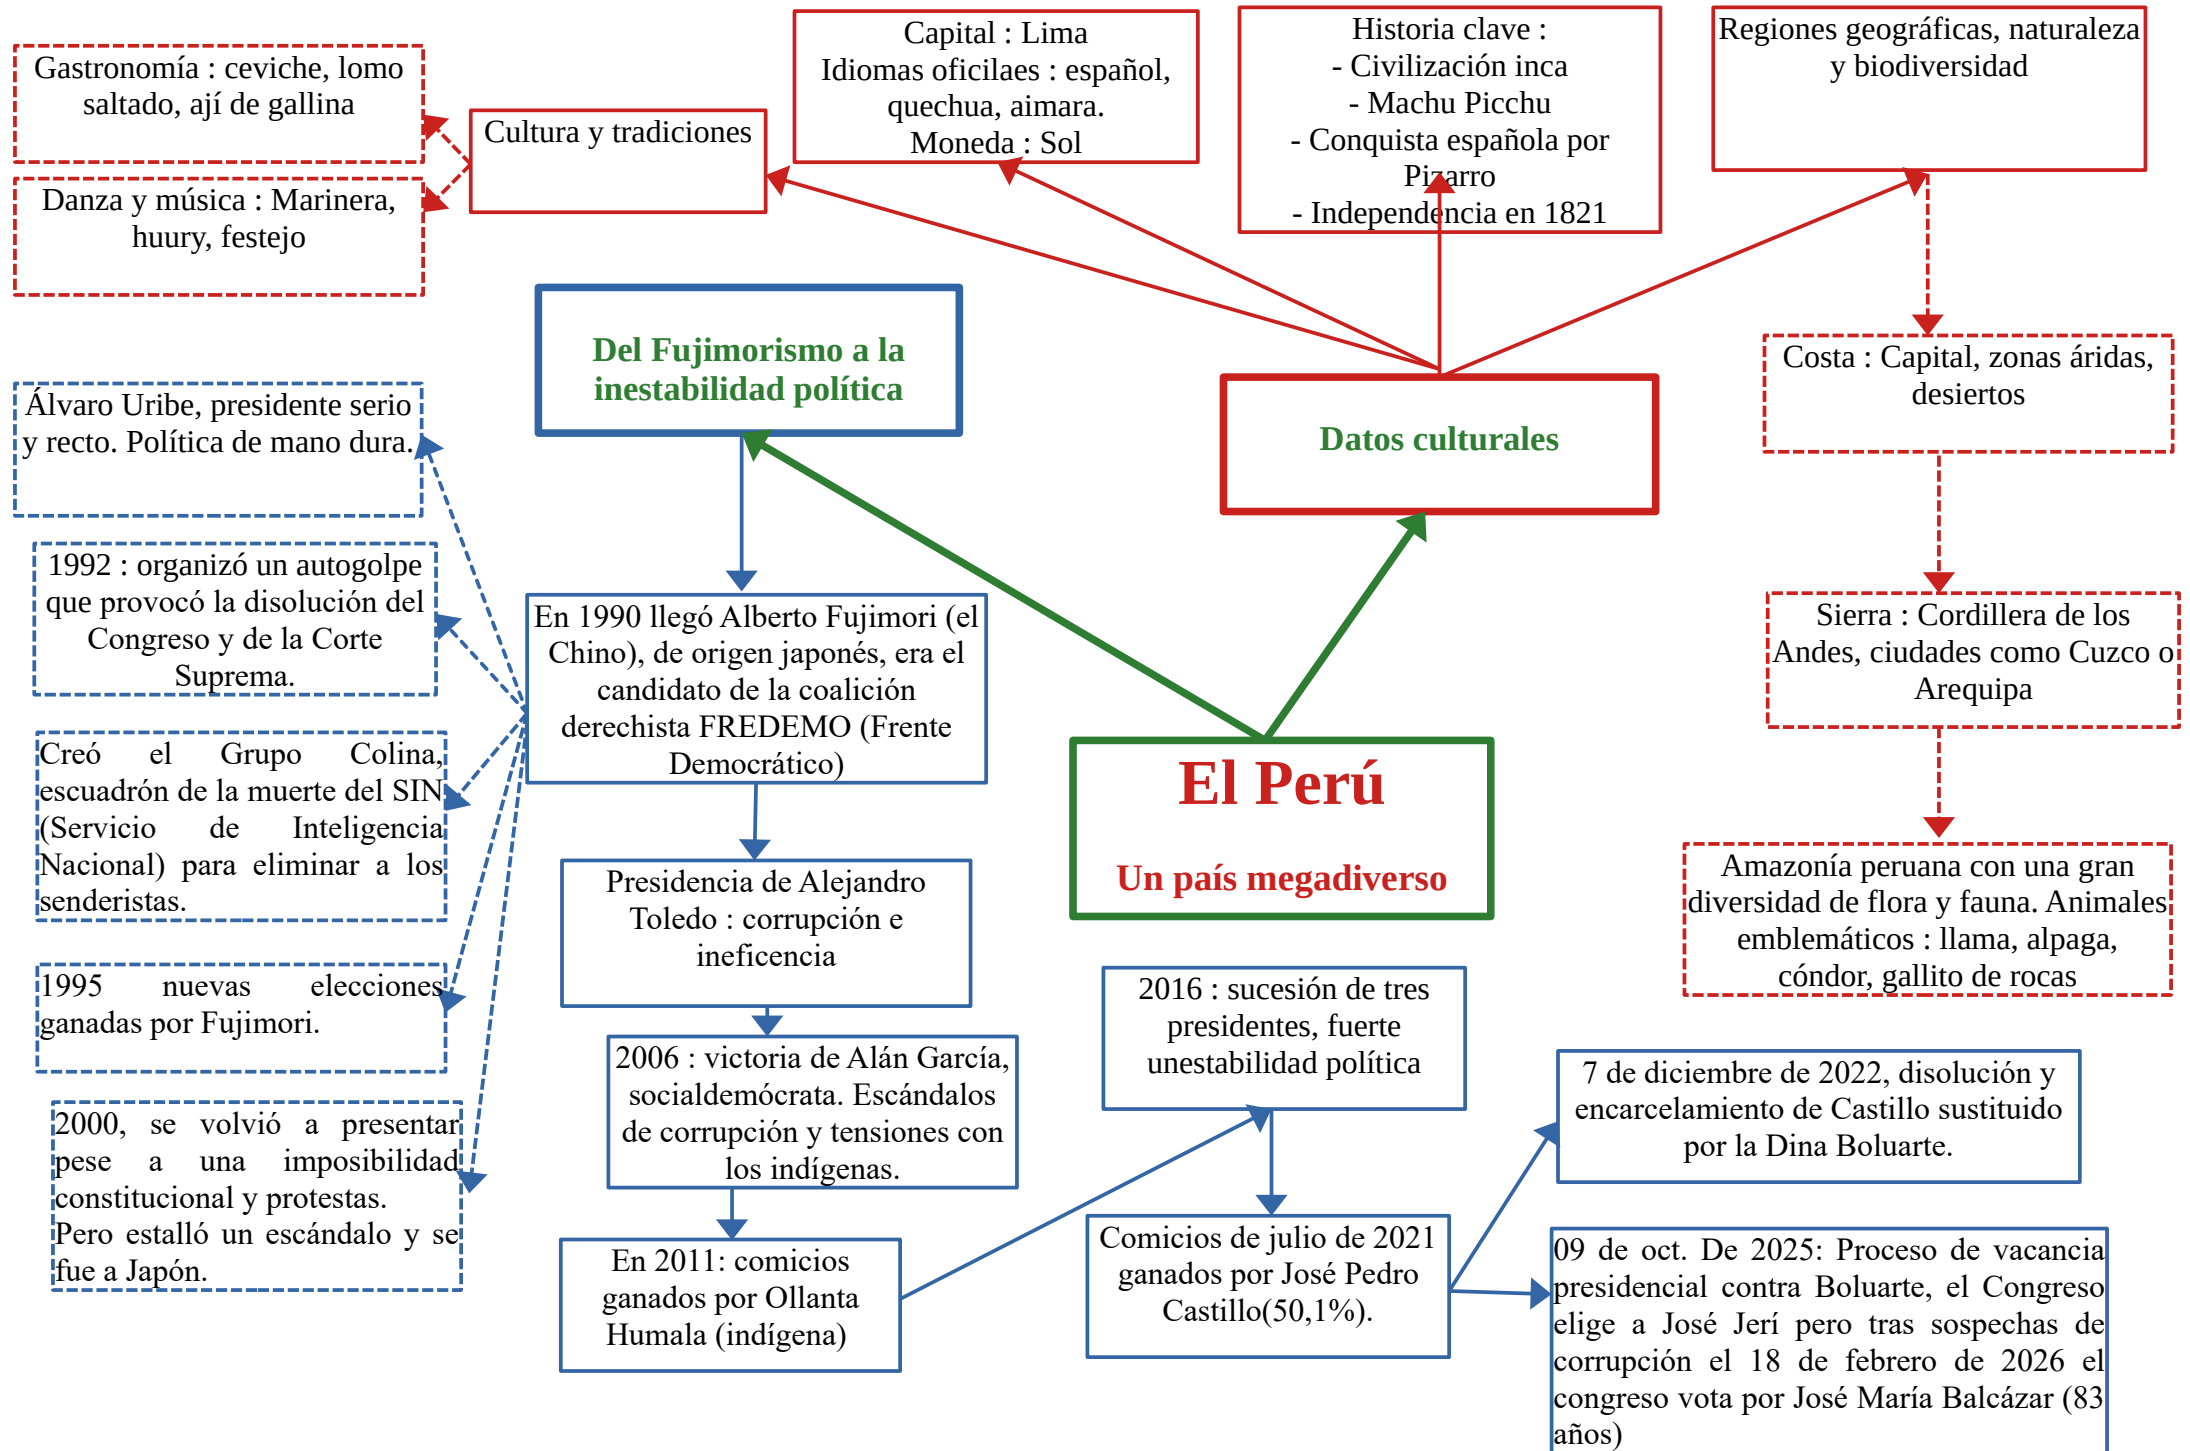 Gastronomía : ceviche, lomo
saltado, ají de gallina
Danza y música : Marinera,
huury, festejo
Cultura y tradiciones
Capital : Lima
Idiomas oficilaes : español,
quechua, aimara.
Moneda : Sol
Historia clave :
- Civilización inca
- Machu Picchu
- Conquista española por
Pizarro
- Independencia en 1821
Regiones geográficas, naturaleza
y biodiversidad
Costa : Capital, zonas áridas,
desiertos
Sierra : Cordillera de los
Andes, ciudades como Cuzco o
Arequipa
Amazonía peruana con una gran
diversidad de flora y fauna. Animales
emblemáticos : llama, alpaga,
cóndor, gallito de rocas
Datos culturales
El Perú
Un país megadiverso
Del Fujimorismo a la
inestabilidad política
En 1990 llegó Alberto Fujimori (el
Chino), de origen japonés, era el
candidato de la coalición
derechista FREDEMO (Frente
Democrático)
Álvaro Uribe, presidente serio
y recto. Política de mano dura.
1992 : organizó un autogolpe
que provocó la disolución del
Congreso y de la Corte
Suprema.
Creó el Grupo Colina,
escuadrón de la muerte del SIN
(Servicio de Inteligencia
Nacional) para eliminar a los
senderistas.
1995 nuevas elecciones
ganadas por Fujimori.
2000, se volvió a presentar
pese a una imposibilidad
constitucional y protestas.
Pero estalló un escándalo y se
fue a Japón.
Presidencia de Alejandro
Toledo : corrupción e
ineficencia
2006 : victoria de Alán García,
socialdemócrata. Escándalos
de corrupción y tensiones con
los indígenas.
En 2011: comicios
ganados por Ollanta
Humala (indígena)
2016 : sucesión de tres
presidentes, fuerte
unestabilidad política
Comicios de julio de 2021
ganados por José Pedro
Castillo(50,1%).
7 de diciembre de 2022, disolución y
encarcelamiento de Castillo sustituido
por la Dina Boluarte.
09 de oct. De 2025: Proceso de vacancia
presidencial contra Boluarte, el Congreso
elige a José Jerí pero tras sospechas de
corrupción el 18 de febrero de 2026 el
congreso vota por José María Balcázar (83
años)